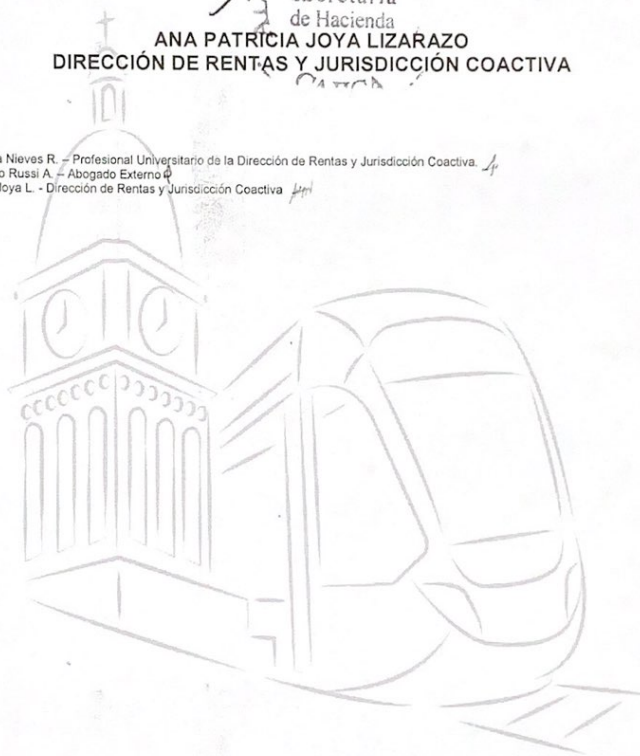 de Hacienda
ANA PATRICIA JOYA LIZARAZO
DIRECCIÓN DE RENTAS Y JURISDICCIÓN COACTIVA
Nieves R. – Profesional Universitario de la Dirección de Rentas y Jurisdicción Coactiva.
Russi A. – Abogado Externo
Joya L. - Dirección de Rentas y Jurisdicción Coactiva